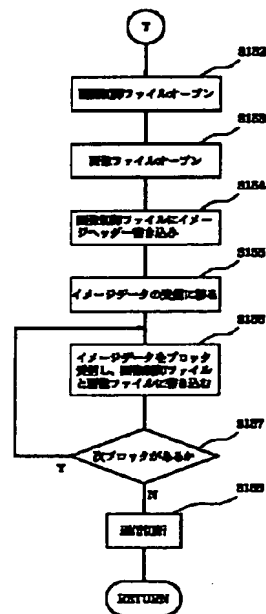 T
S152
画像制御ファイルオープン
S153
画像ファイルオープン
S154
画像制御ファイルにイメ
ージヘッダー書き込み
S155
イメージデータの受信に移る
S156
イメージデータをブロック
受信し、画像制御ファイル
と画像ファイルに書き込む
S157
次ブロックがあるか
Y
N
S158
RETURN